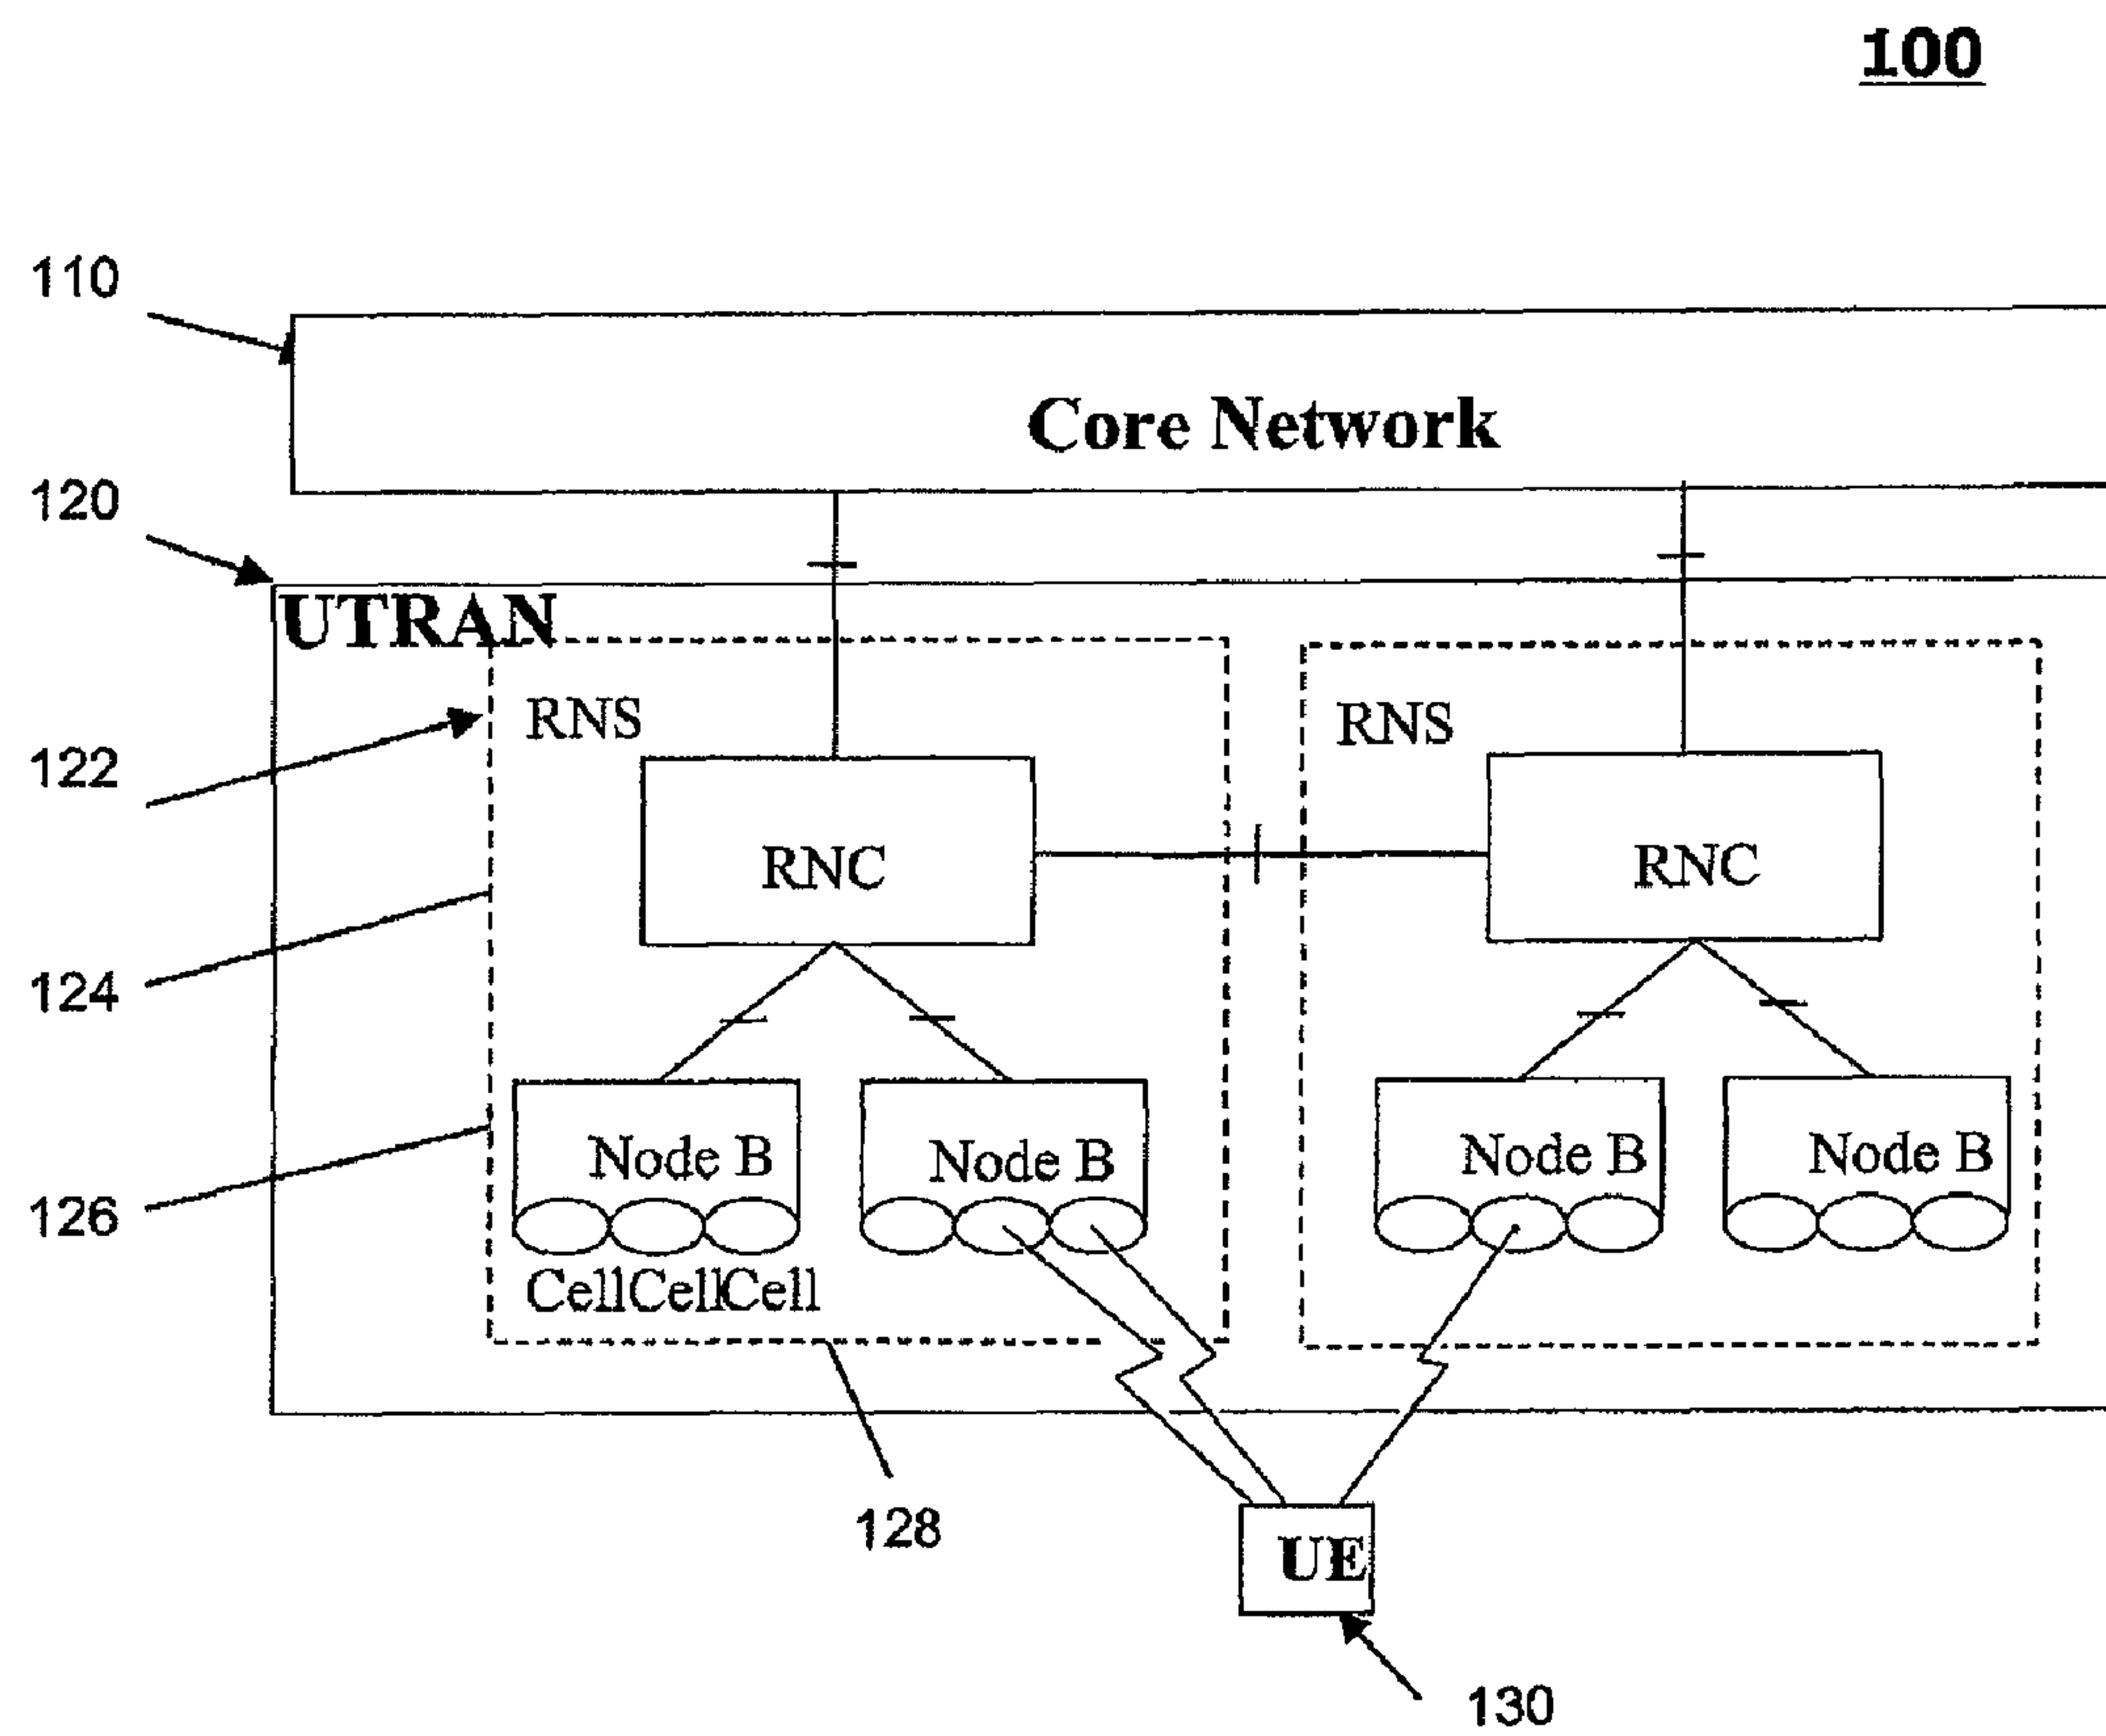 100
110
Core Network
120
UTRAN
RNS
RNS
122
RNC
RNC
124
Node B
Node B
Node B
Node B
126
CellCellCell
128
UE
130